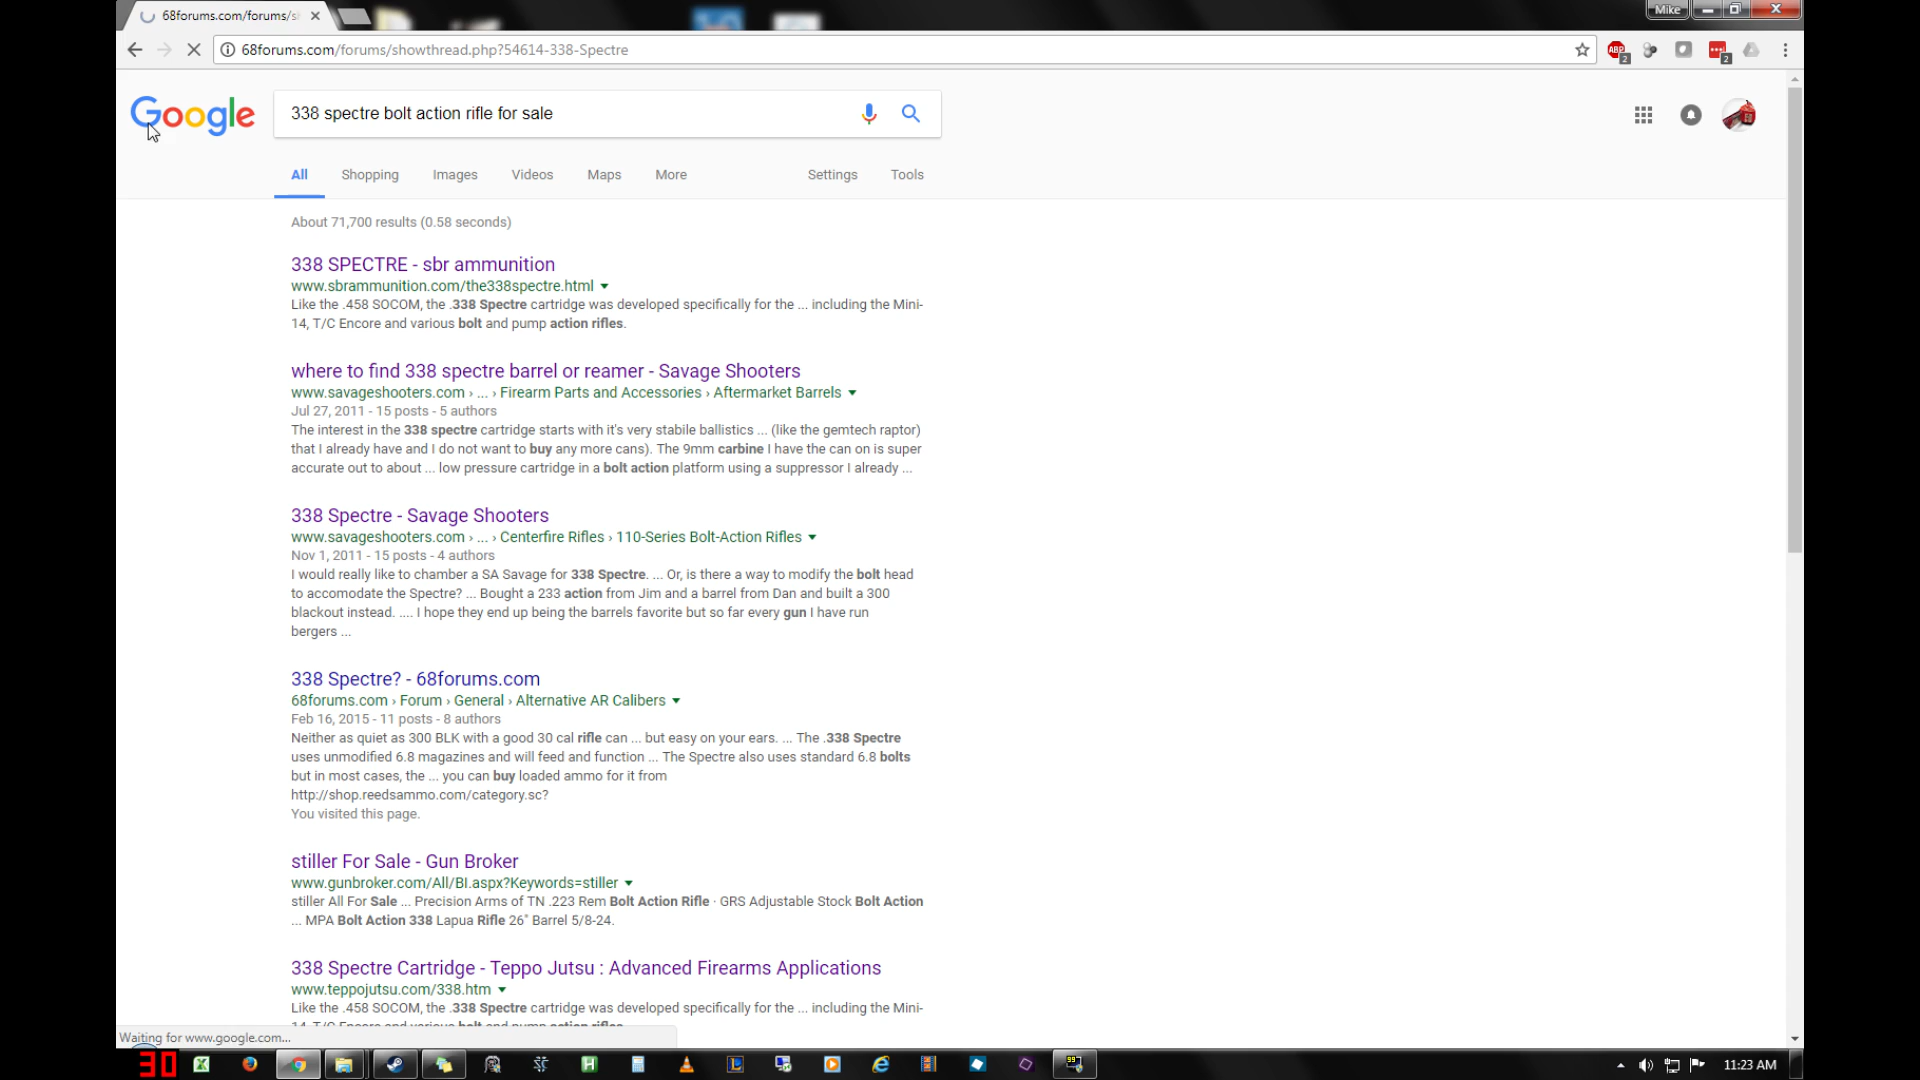 68forums.com/forums/sh
Mike
68forums.com/forums/showthread.php?54614-338-Spectre
ABP
2
2
Google
338 spectre bolt action rifle for sale
All Shopping Images Videos Maps More Settings Tools
About 71,700 results (0.58 seconds)
338 SPECTRE - sbr ammunition
www.sbrammunition.com/the338spectre.html
Like the .458 SOCOM, the .338 Spectre cartridge was developed specifically for the ... including the Mini-
14, T/C Encore and various bolt and pump action rifles.
where to find 338 spectre barrel or reamer - Savage Shooters
www.savageshooters.com › ... › Firearm Parts and Accessories › Aftermarket Barrels
Jul 27, 2011 - 15 posts - 5 authors
The interest in the 338 spectre cartridge starts with it's very stabile ballistics ... (like the gemtech raptor)
that I already have and I do not want to buy any more cans). The 9mm carbine I have the can on is super
accurate out to about ... low pressure cartridge in a bolt action platform using a suppressor I already ...
338 Spectre - Savage Shooters
www.savageshooters.com › ... › Centerfire Rifles › 110-Series Bolt-Action Rifles
Nov 1, 2011 - 15 posts - 4 authors
I would really like to chamber a SA Savage for 338 Spectre. ... Or, is there a way to modify the bolt head
to accomodate the Spectre? ... Bought a 233 action from Jim and a barrel from Dan and built a 300
blackout instead. .... I hope they end up being the barrels favorite but so far every gun I have run
bergers ...
338 Spectre? - 68forums.com
68forums.com › Forum › General › Alternative AR Calibers
Feb 16, 2015 - 11 posts - 8 authors
Neither as quiet as 300 BLK with a good 30 cal rifle can ... but easy on your ears. ... The .338 Spectre
uses unmodified 6.8 magazines and will feed and function ... The Spectre also uses standard 6.8 bolts
but in most cases, the ... you can buy loaded ammo for it from
http://shop.reedsammo.com/category.sc?
You visited this page.
stiller For Sale - Gun Broker
www.gunbroker.com/All/BI.aspx?Keywords=stiller
stiller All For Sale ... Precision Arms of TN .223 Rem Bolt Action Rifle · GRS Adjustable Stock Bolt Action
... MPA Bolt Action 338 Lapua Rifle 26" Barrel 5/8-24.
338 Spectre Cartridge - Teppo Jutsu : Advanced Firearms Applications
www.teppojutsu.com/338.htm
Like the .458 SOCOM, the .338 Spectre cartridge was developed specifically for the ... including the Mini-
14, T/C Encore and various bolt and pump action rifles.
Waiting for www.google.com...
30
11:23 AM